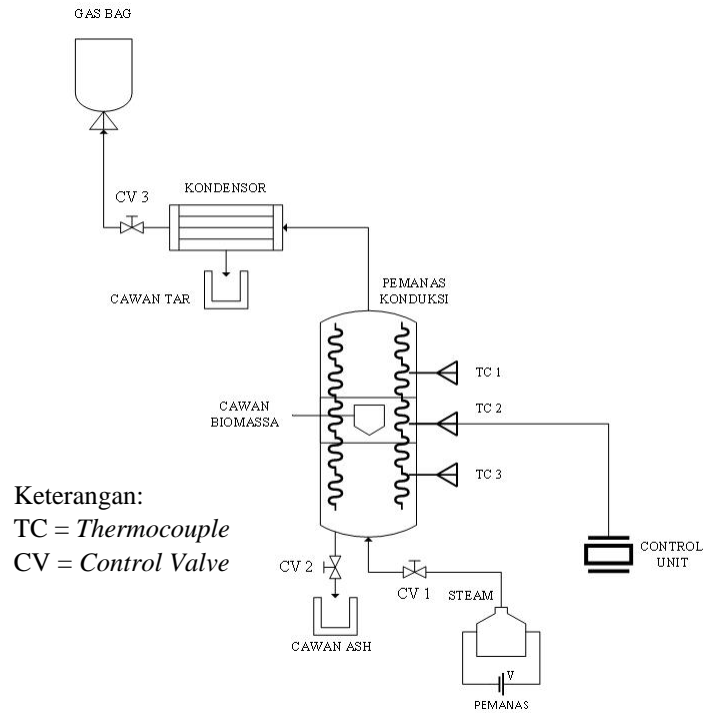 GAS BAG
CV 3
KONDENSOR
CAWAN TAR
PEMANAS
KONDUKSI
TC 1
CAWAN
BIOMASSA
TC 2
TC 3
Keterangan:
TC = Thermocouple
CV = Control Valve
CONTROL
UNIT
CV 2
CV 1
STEAM
CAWAN ASH
V
PEMANAS